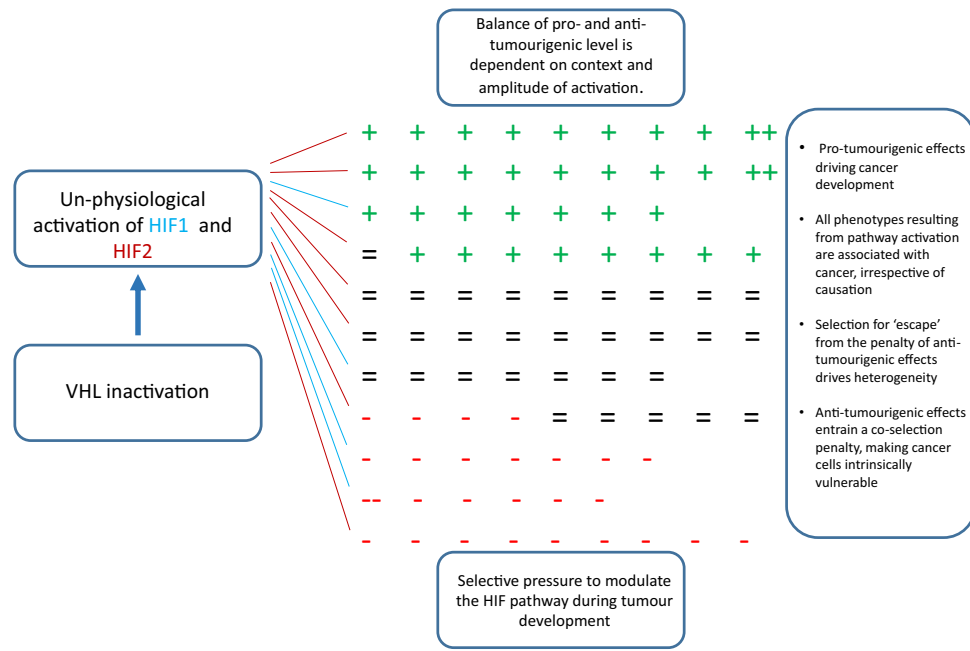 Balance of pro- and anti-
tumourigenic level is
dependent on context and
amplitude of activation.
Un-physiological
activation of HIF1 and
HIF2
VHL inactivation
+ + + + + + + + ++
+ + + + + + + + ++
+ + + + + + +
= + + + + + + + +
= = = = = = = = =
= = = = = = = = =
= = = = = = =
- - - - = = = = =
- - - - - - -
-- - - - - -
- - - - - - - - -
• Pro-tumourigenic effects
driving cancer
development
• All phenotypes resulting
from pathway activation
are associated with
cancer, irrespective of
causation
• Selection for ‘escape’
from the penalty of anti-
tumourigenic effects
drives heterogeneity
• Anti-tumourigenic effects
entrain a co-selection
penalty, making cancer
cells intrinsically
vulnerable
Selective pressure to modulate
the HIF pathway during tumour
development